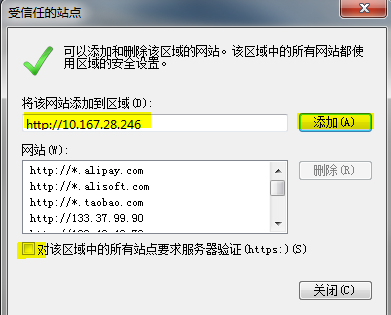 受信任的站点
可以添加和删除该区域的网站。该区域中的所有网站都使
用区域的安全设置。
将该网站添加到区域(D):
http://10.167.28.246
添加(A)
网站(W):
http://*.alipay.com
删除(R)
http://*.alisoft.com
http://*.taobao.com
http://133.37.99.90
对该区域中的所有站点要求服务器验证(https:)(S)
关闭(C)